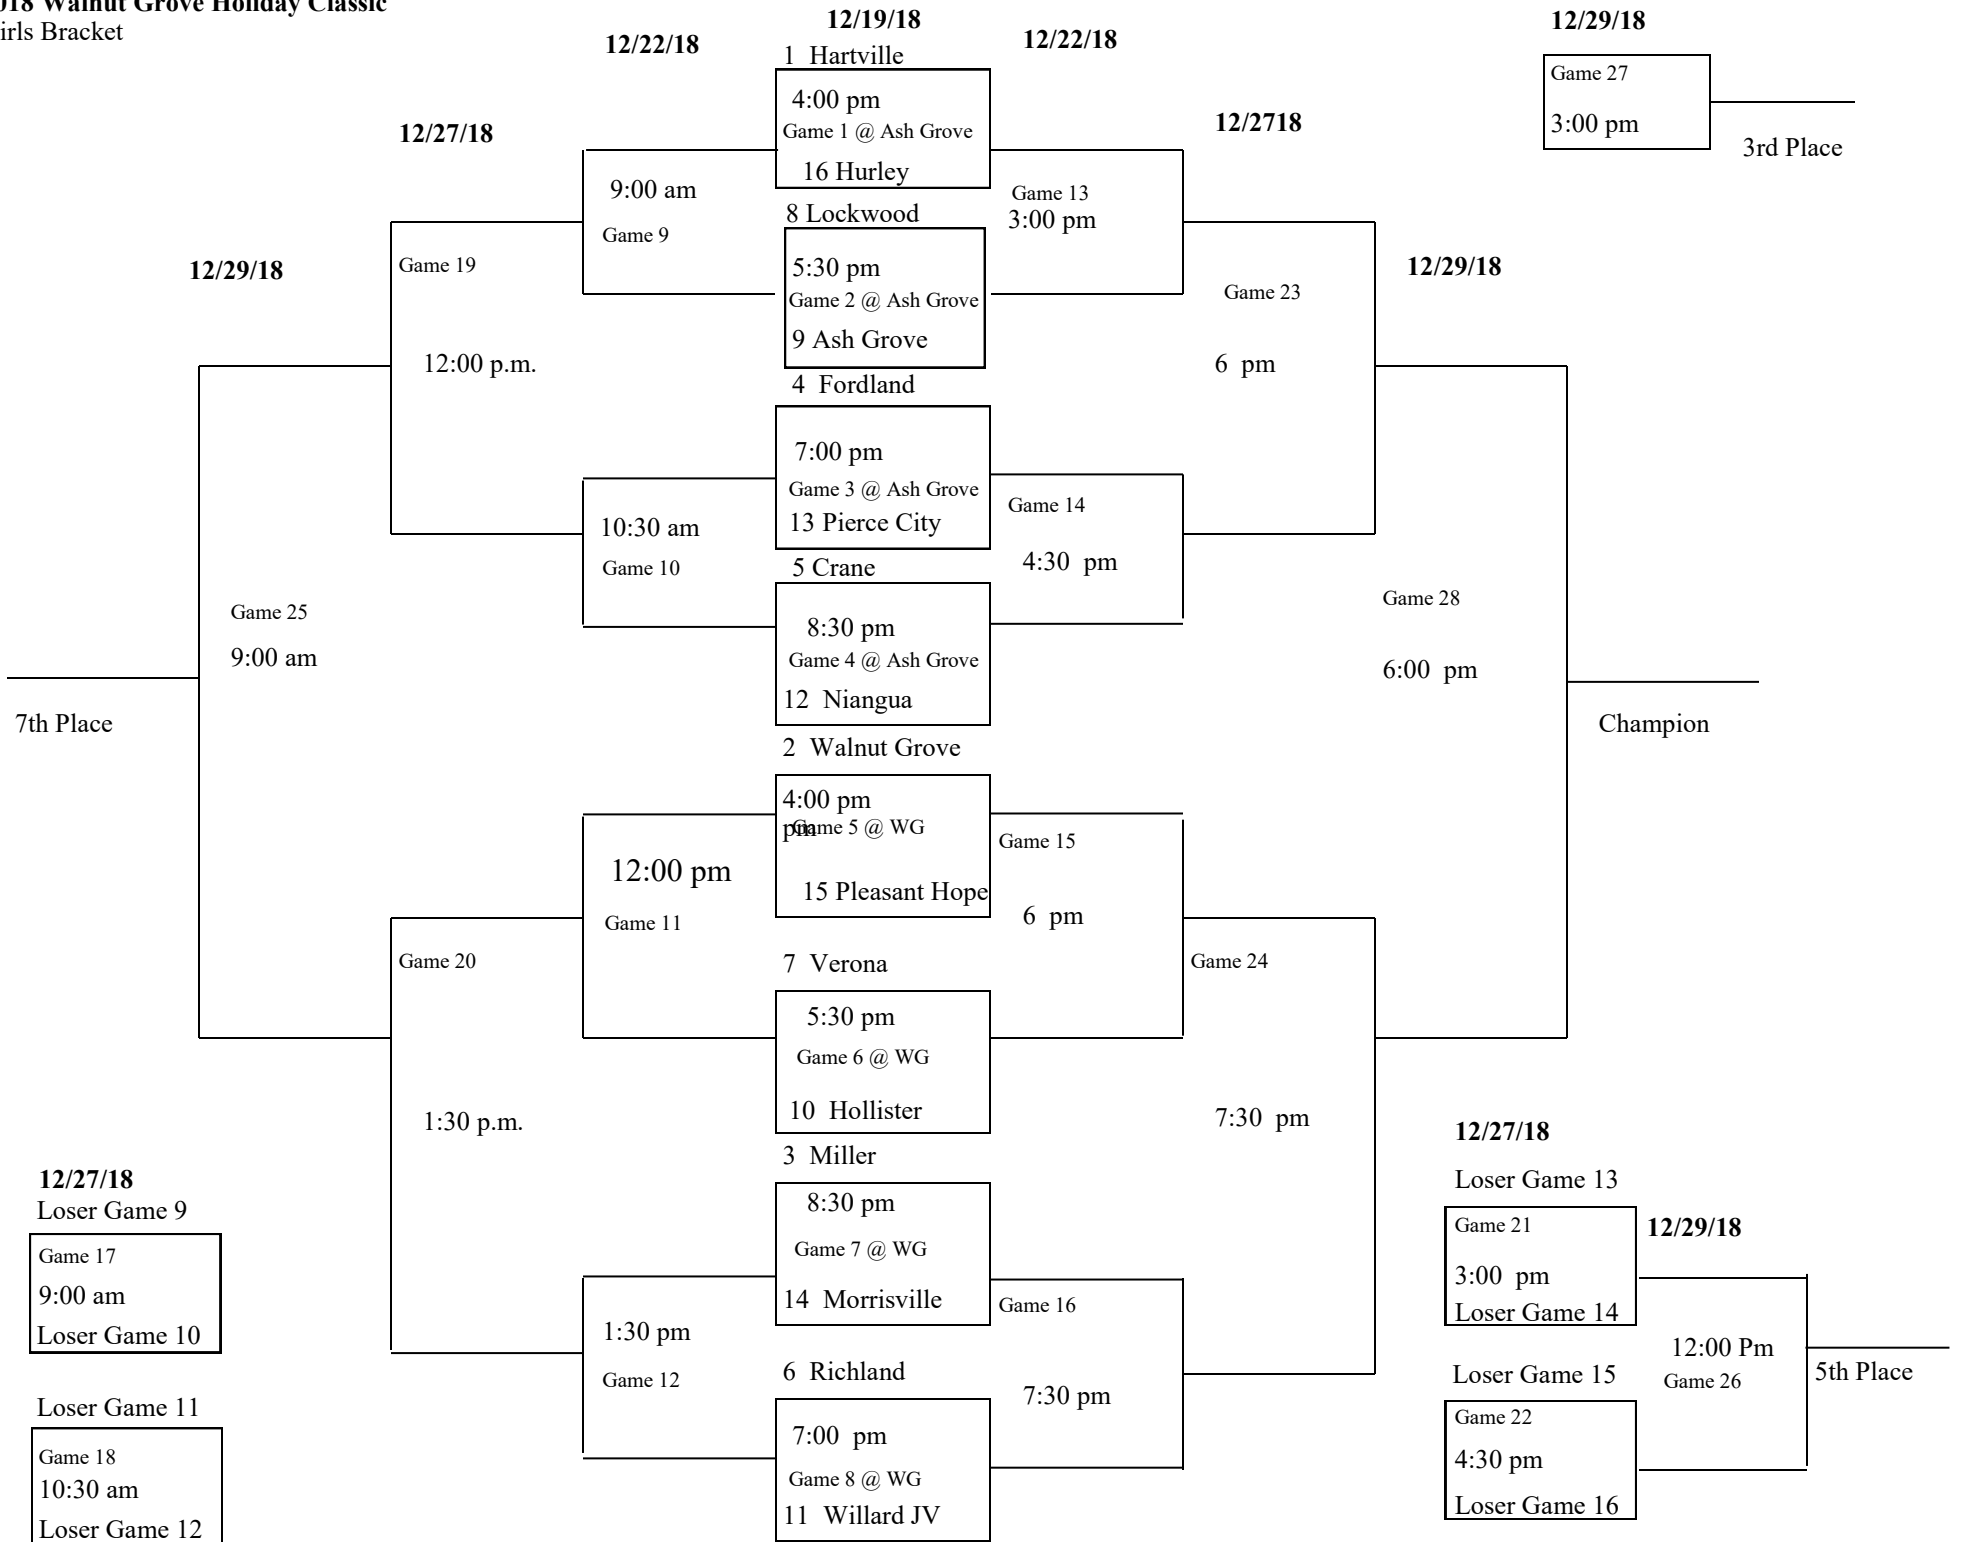 018 Walnut Grove Holiday Classic
irls Bracket
12/19/18
12/22/18
12/22/18
12/29/18
1 Hartville
4:00 pm
Game 1 @ Ash Grove
16 Hurley
8 Lockwood
5:30 pm
Game 2 @ Ash Grove
9 Ash Grove
4 Fordland
7:00 pm
Game 3 @ Ash Grove
13 Pierce City
5 Crane
8:30 pm
Game 4 @ Ash Grove
12 Niangua
2 Walnut Grove
4:00 pm
pm
Game 5 @ WG
15 Pleasant Hope
7 Verona
5:30 pm
Game 6 @ WG
10 Hollister
3 Miller
8:30 pm
Game 7 @ WG
14 Morrisville
6 Richland
7:00 pm
Game 8 @ WG
11 Willard JV
9:00 am
Game 9
10:30 am
Game 10
12:00 pm
Game 11
1:30 pm
Game 12
12/27/18
Game 19
12:00 p.m.
Game 20
1:30 p.m.
12/29/18
Game 25
9:00 am
7th Place
12/27/18
Loser Game 9
Game 17
9:00 am
Loser Game 10
Loser Game 11
Game 18
10:30 am
Loser Game 12
Game 13
3:00 pm
Game 14
4:30 pm
Game 15
6 pm
Game 16
7:30 pm
12/2718
Game 23
6 pm
Game 24
7:30 pm
12/29/18
Game 28
6:00 pm
Champion
Game 27
3:00 pm
3rd Place
12/27/18
Loser Game 13
Game 21
3:00 pm
Loser Game 14
12/29/18
Loser Game 15
Game 22
4:30 pm
Loser Game 16
12:00 Pm
Game 26
5th Place